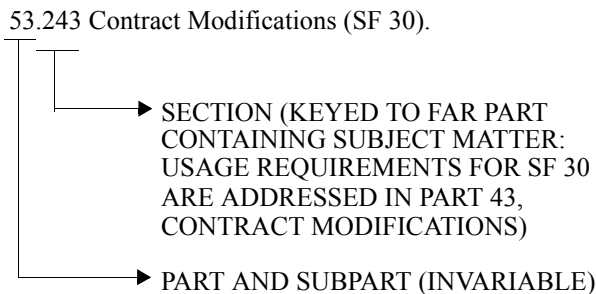 53.243 Contract Modifications (SF 30).
SECTION (KEYED TO FAR PART
CONTAINING SUBJECT MATTER:
USAGE REQUIREMENTS FOR SF 30
ARE ADDRESSED IN PART 43,
CONTRACT MODIFICATIONS)
PART AND SUBPART (INVARIABLE)